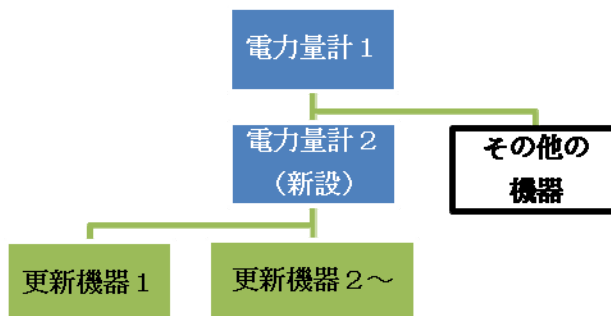 電力量計１
電力量計２
（新設）
その他の
機器
更新機器１
更新機器２～